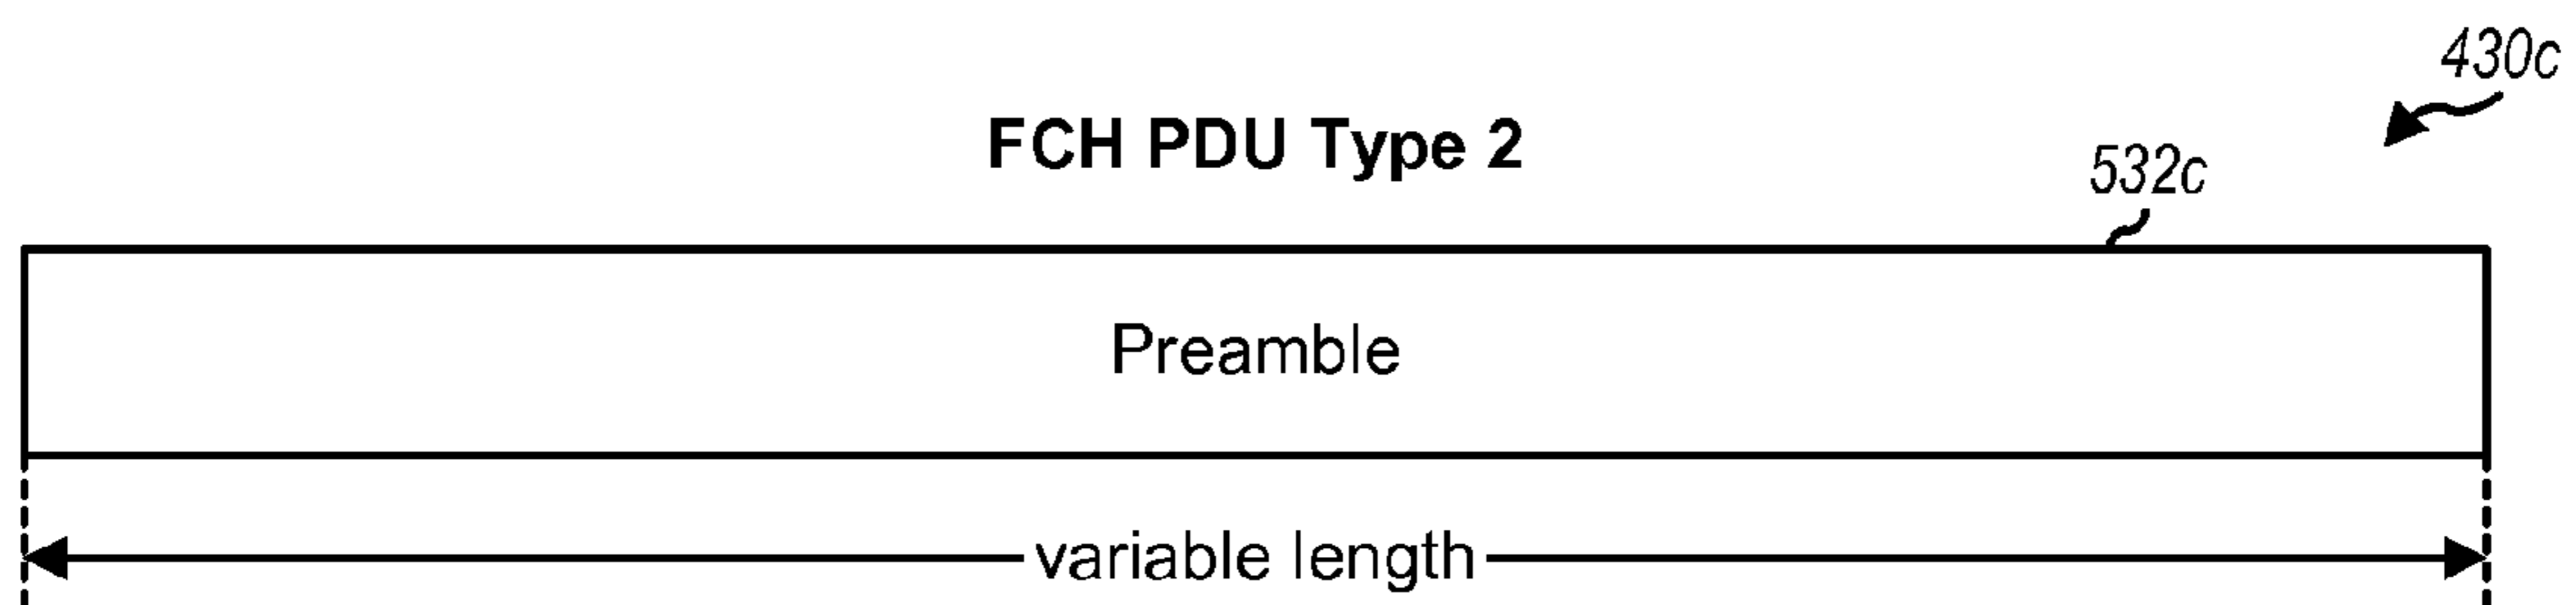 430c
FCH PDU Type 2
532c
Preamble
variable length